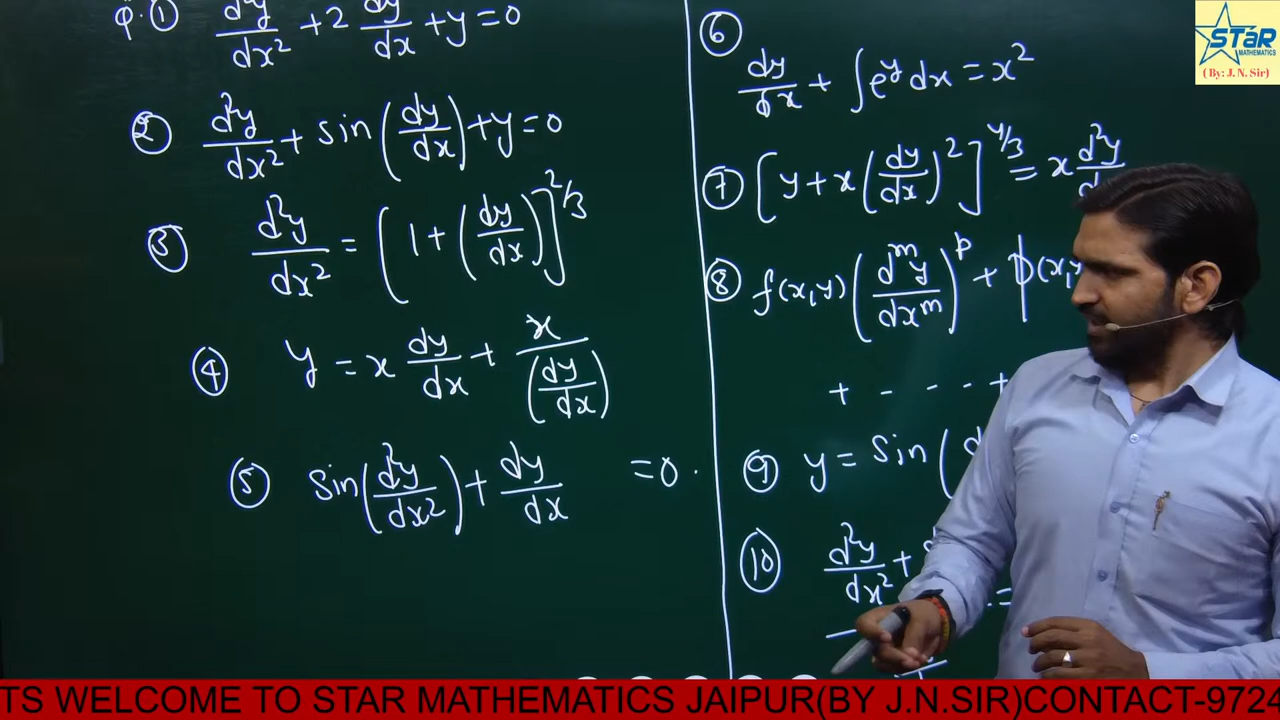 Q.① d²y/dx² + 2 dy/dx + y = 0
② d²y/dx² + sin(dy/dx) + y = 0
③ d²y/dx² = [1 + (dy/dx)]^2/3
④ y = x dy/dx + x/(dy/dx)
⑤ sin(d²y/dx²) + dy/dx = 0.
⑥
dy/dx + ∫e^y dx = x²
⑦ [y + x(dy/dx)²]^4/3 = x d²y/d
⑧ f(x,y)(d^m y/dx^m)^p + φ(x,y
+ - - - - +
⑨ y = sin(
⑩ d²y/dx² +
=
STAR
MATHEMATICS
( By: J. N. Sir)
TS WELCOME TO STAR MATHEMATICS JAIPUR(BY J.N.SIR)CONTACT-9724